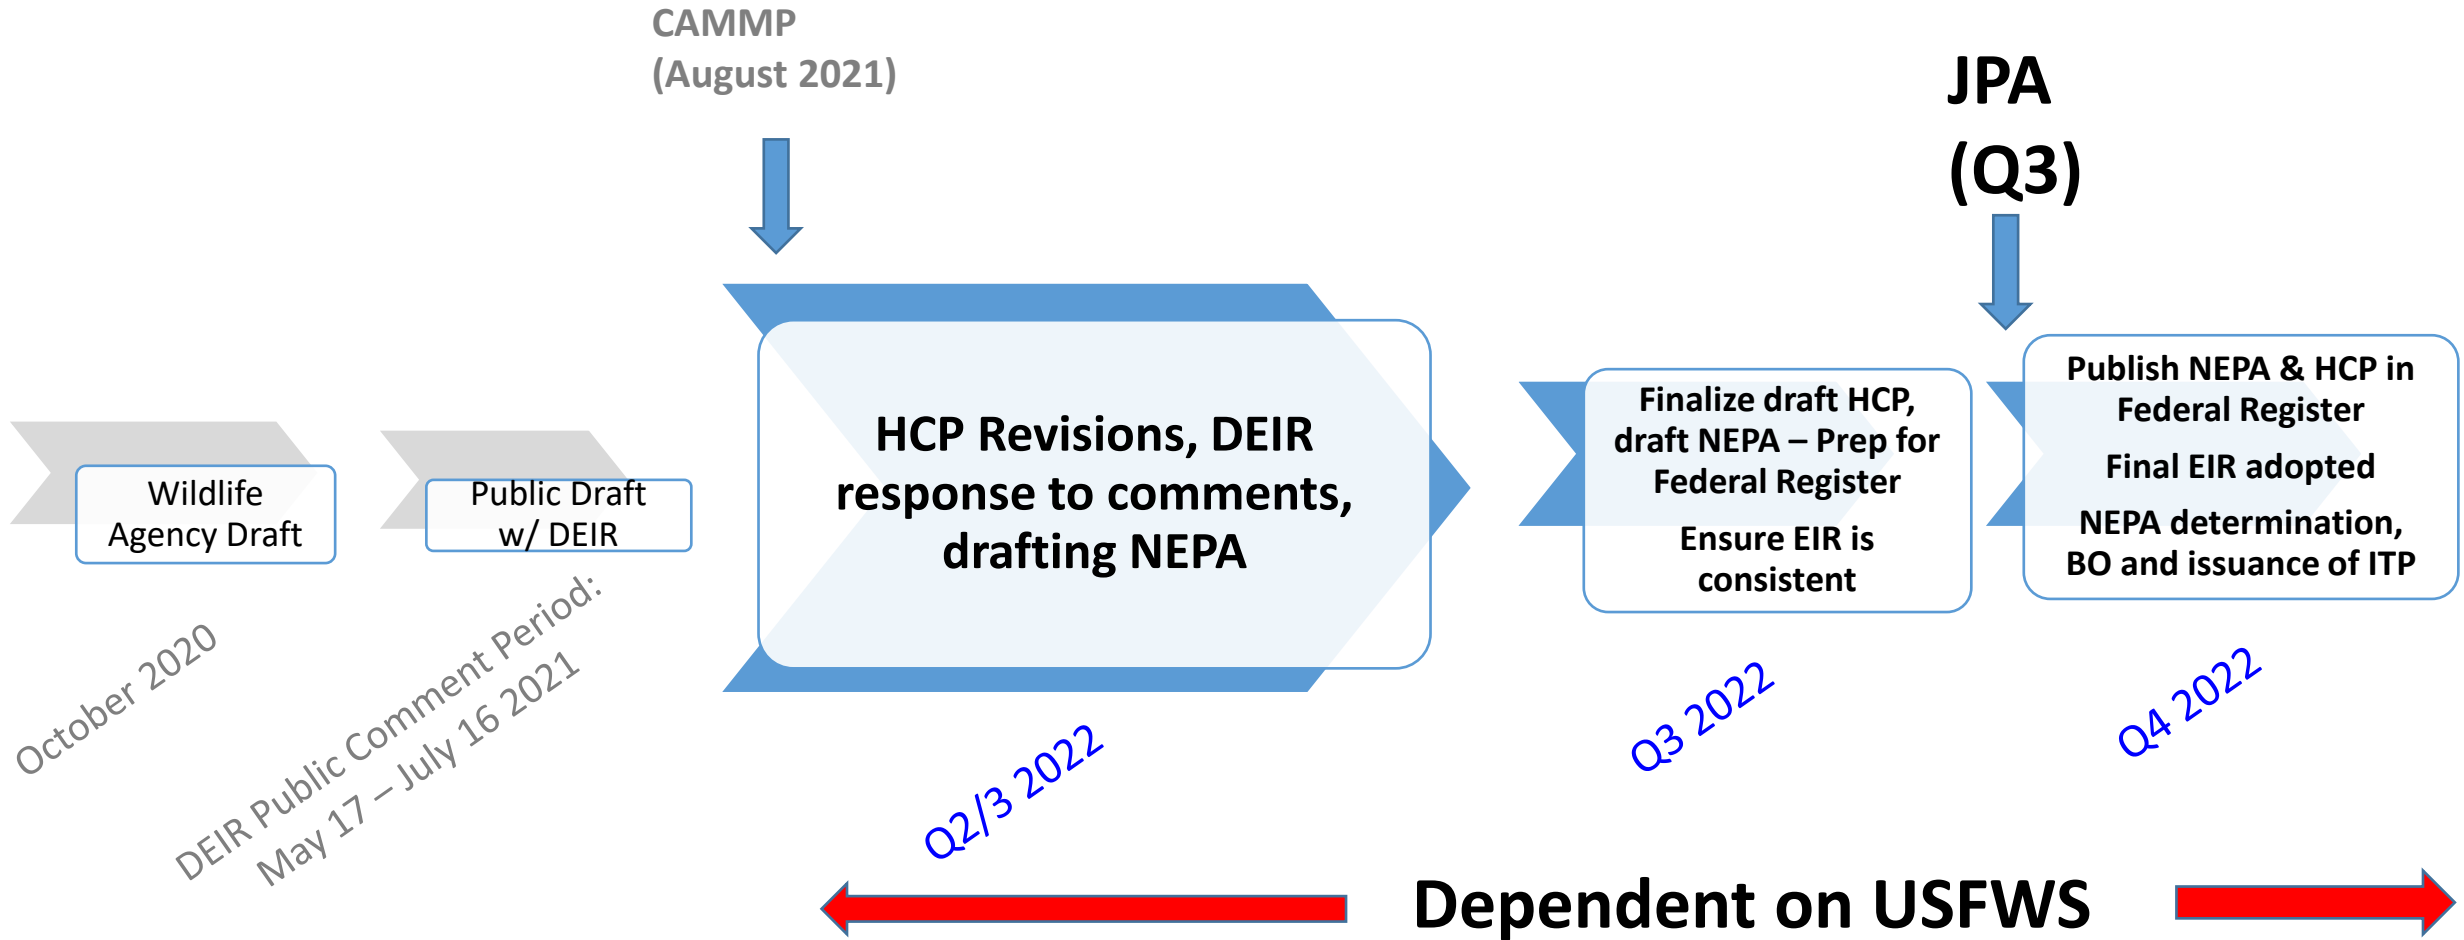 CAMMP
(August 2021)
JPA
(Q3)
Wildlife
Agency Draft
Public Draft
w/ DEIR
HCP Revisions, DEIR
response to comments,
drafting NEPA
Finalize draft HCP,
draft NEPA – Prep for
Federal Register
Ensure EIR is
consistent
Publish NEPA & HCP in
Federal Register
Final EIR adopted
NEPA determination,
BO and issuance of ITP
October 2020
DEIR Public Comment Period:
May 17 – July 16 2021
Q2/3 2022
Q3 2022
Q4 2022
Dependent on USFWS